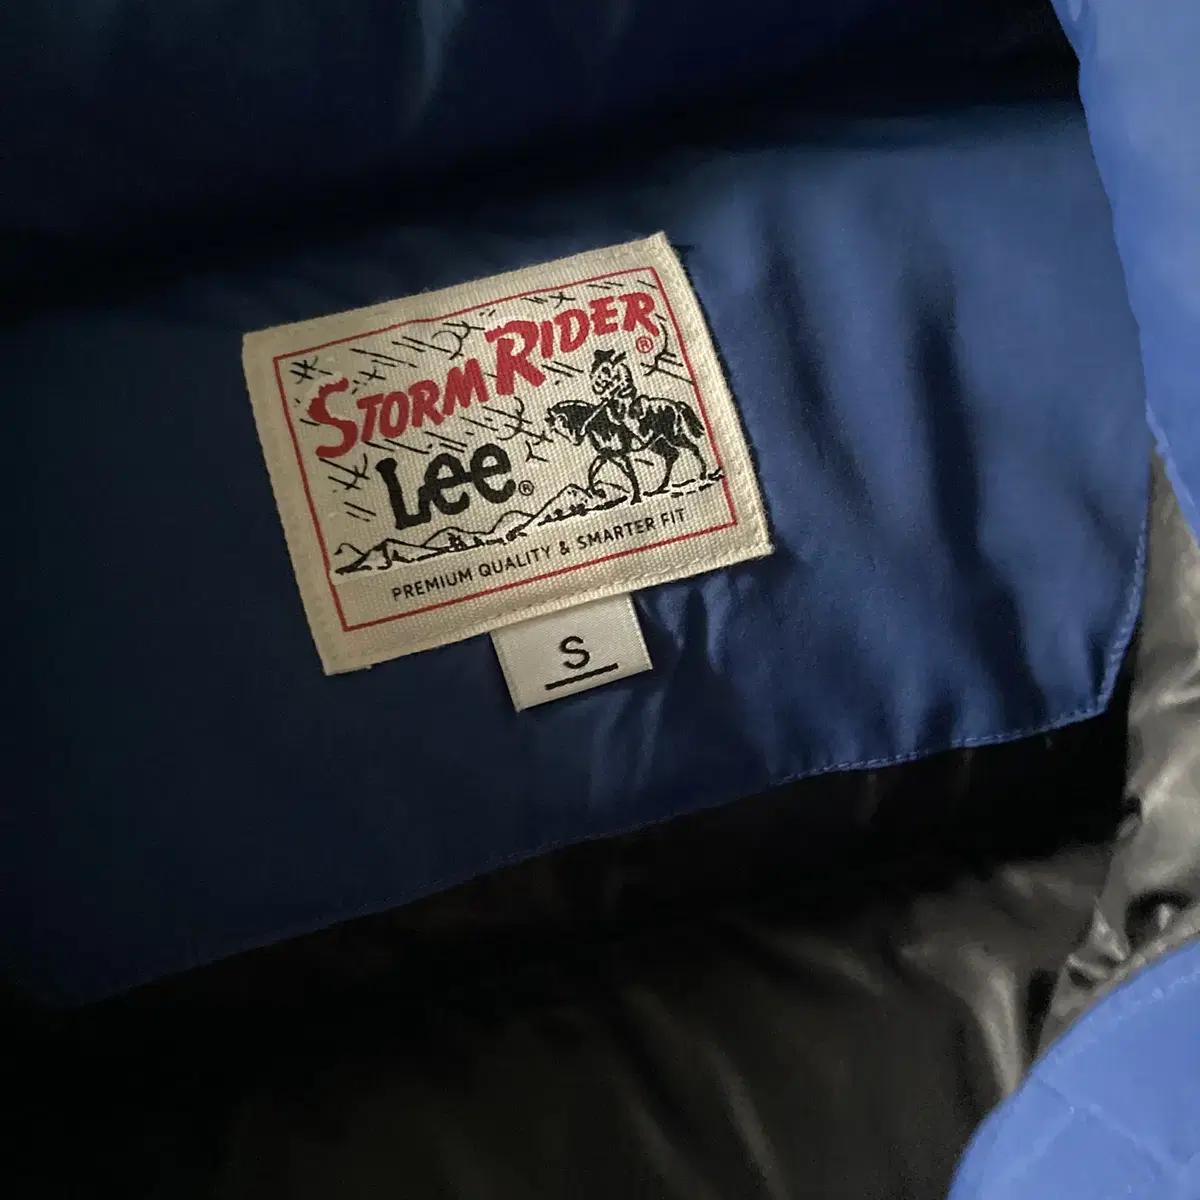 STORM RIDER®
Lee®
PREMIUM QUALITY & SMARTER FIT
S